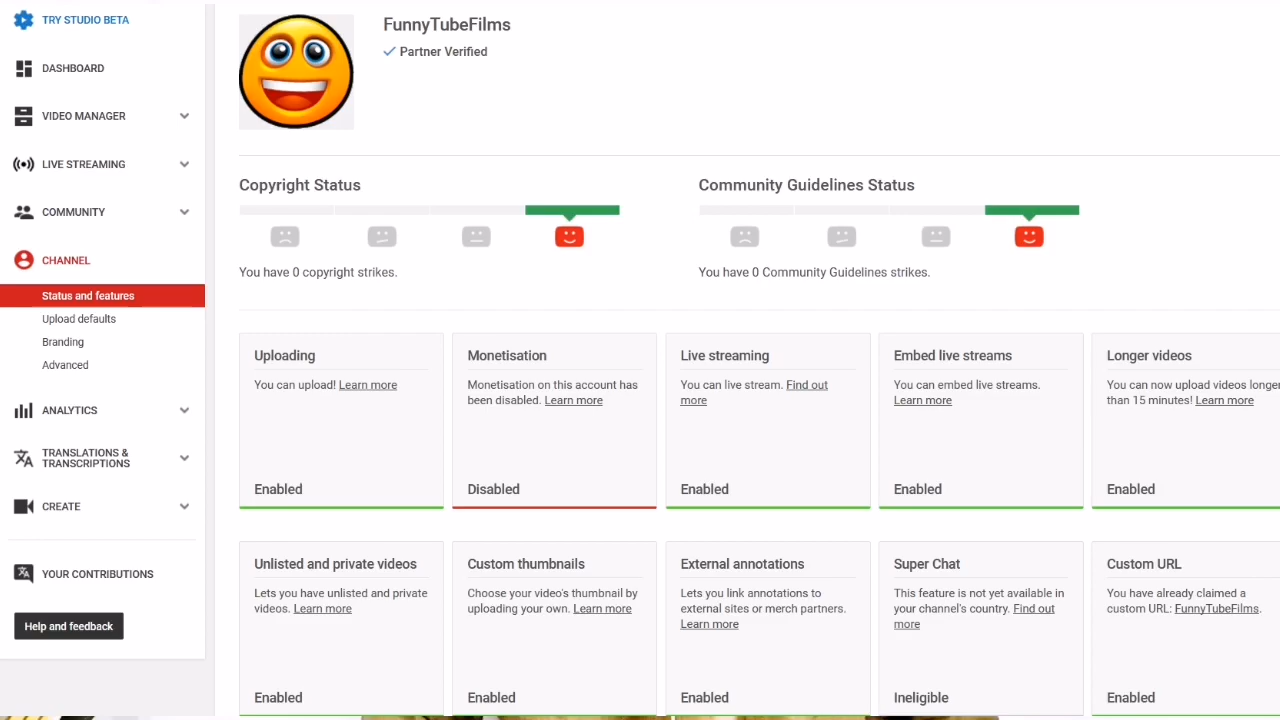 TRY STUDIO BETA
DASHBOARD
VIDEO MANAGER
LIVE STREAMING
COMMUNITY
CHANNEL
Status and features
Upload defaults
Branding
Advanced
ANALYTICS
TRANSLATIONS &
TRANSCRIPTIONS
CREATE
YOUR CONTRIBUTIONS
Help and feedback
FunnyTubeFilms
Partner Verified
Copyright Status
You have 0 copyright strikes.
Community Guidelines Status
You have 0 Community Guidelines strikes.
Uploading
You can upload! Learn more
Enabled
Monetisation
Monetisation on this account has
been disabled. Learn more
Disabled
Live streaming
You can live stream. Find out
more
Enabled
Embed live streams
You can embed live streams.
Learn more
Enabled
Longer videos
You can now upload videos longer
than 15 minutes! Learn more
Enabled
Unlisted and private videos
Lets you have unlisted and private
videos. Learn more
Enabled
Custom thumbnails
Choose your video's thumbnail by
uploading your own. Learn more
Enabled
External annotations
Lets you link annotations to
external sites or merch partners.
Learn more
Enabled
Super Chat
This feature is not yet available in
your channel's country. Find out
more
Ineligible
Custom URL
You have already claimed a
custom URL: FunnyTubeFilms.
Enabled